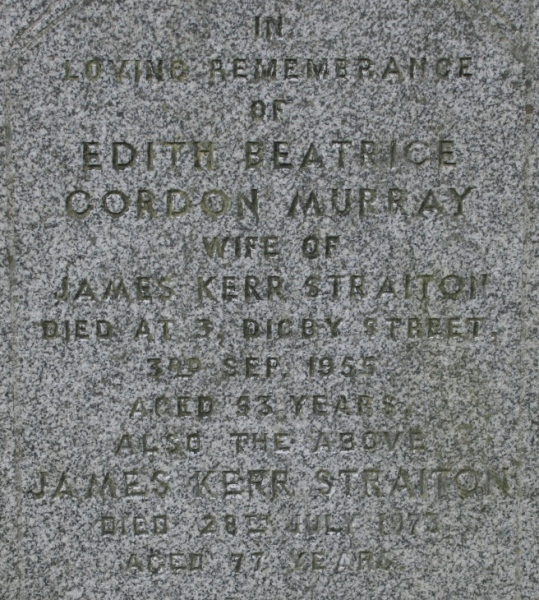 IN
LOVING REMEMBRANCE
OF
EDITH BEATRICE
GORDON MURRAY
WIFE OF
JAMES KERR STRAITON
DIED AT 3, DIGBY STREET,
3RD SEP. 1955
AGED 53 YEARS,
ALSO THE ABOVE
JAMES KERR STRAITON
DIED 28TH JULY 1973
AGED 77 YEARS